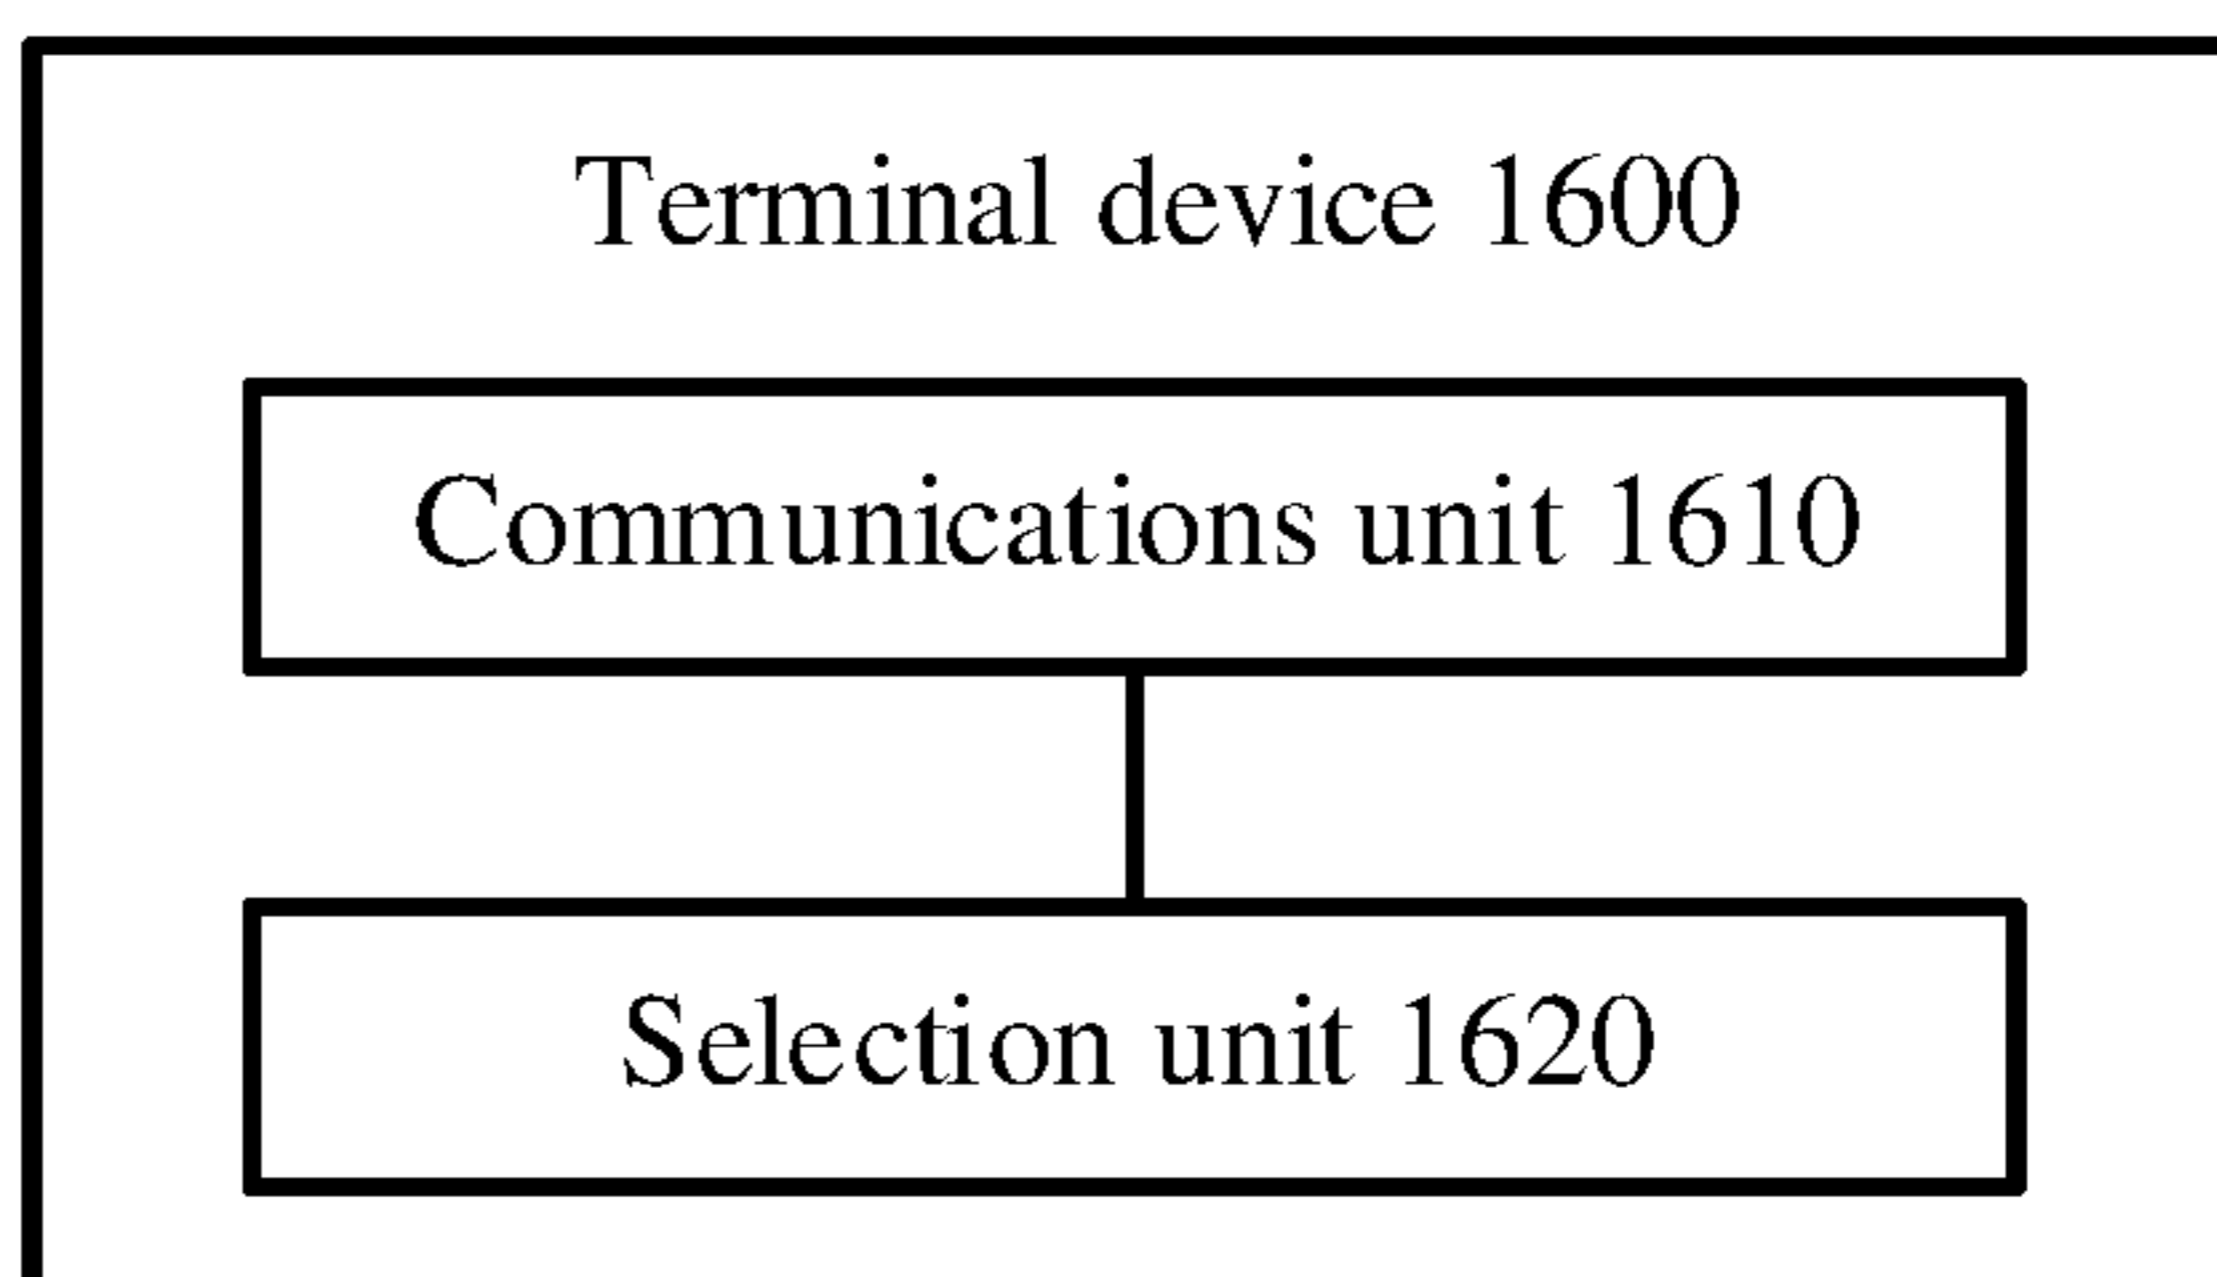 Terminal device 1600
Communications unit 1610
Selection unit 1620